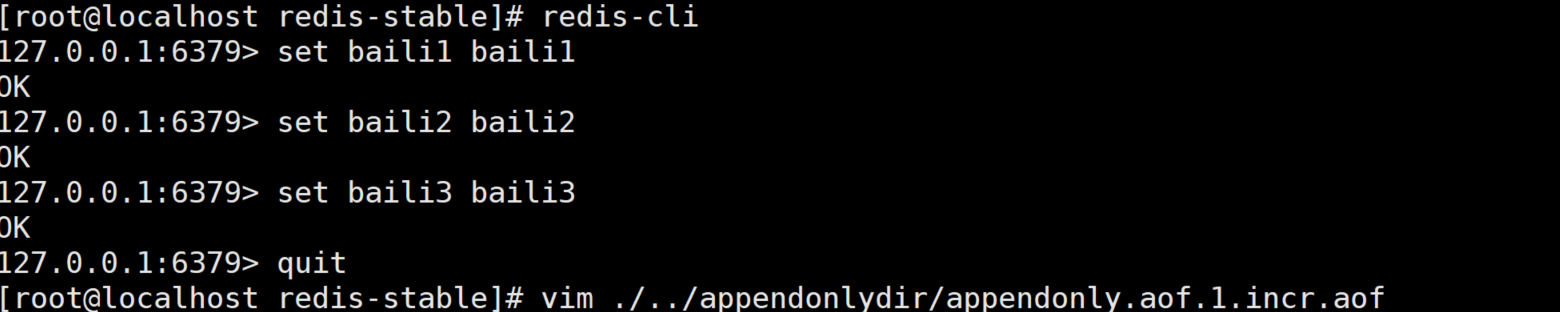 [root@localhost redis-stable]# redis-cli
127.0.0.1:6379> set baili1 baili1
OK
127.0.0.1:6379> set baili2 baili2
OK
127.0.0.1:6379> set baili3 baili3
OK
127.0.0.1:6379> quit
[root@localhost redis-stable]# vim ./../appendonlydir/appendonly.aof.1.incr.aof